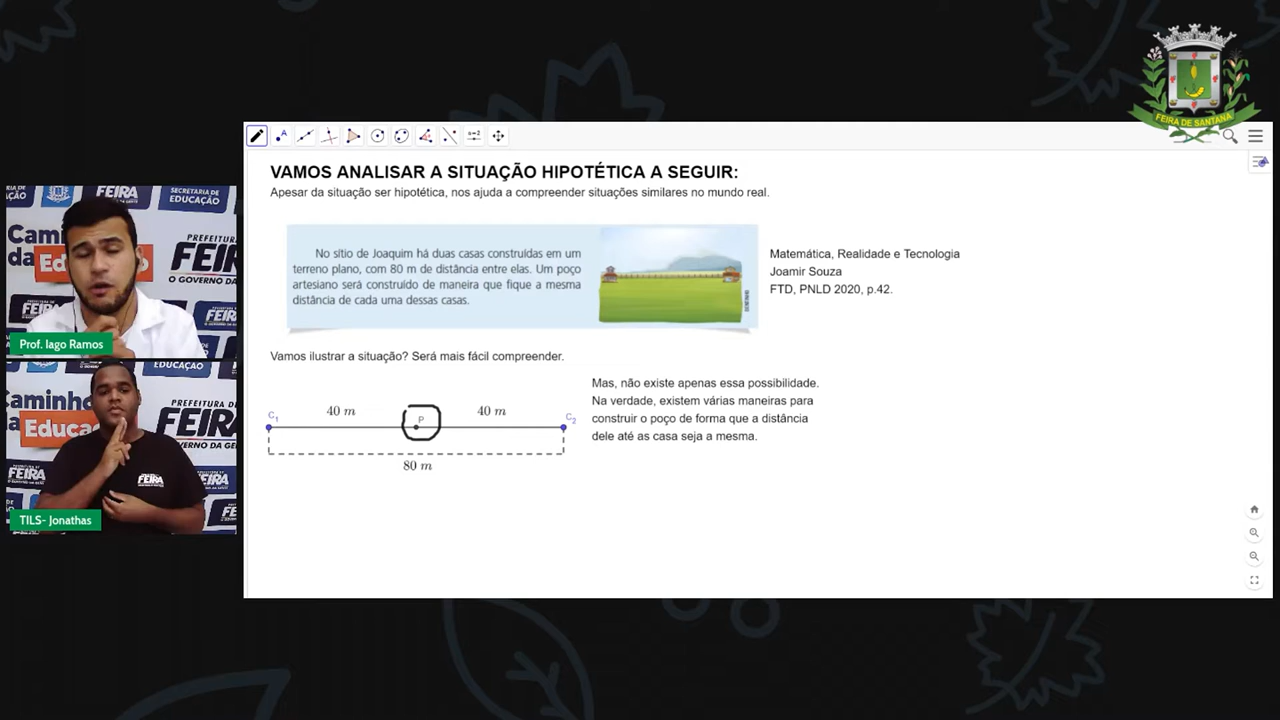 FEIRA DE SANTANA
VAMOS ANALISAR A SITUAÇÃO HIPOTÉTICA A SEGUIR:
Apesar da situação ser hipotética, nos ajuda a compreender situações similares no mundo real.
No sítio de Joaquim há duas casas construídas em um
terreno plano, com 80 m de distância entre elas. Um poço
artesiano será construído de maneira que fique a mesma
distância de cada uma dessas casas.
Matemática, Realidade e Tecnologia
Joamir Souza
FTD, PNLD 2020, p.42.
Vamos ilustrar a situação? Será mais fácil compreender.
C₁
40 m
P
40 m
C₂
80 m
Mas, não existe apenas essa possibilidade.
Na verdade, existem várias maneiras para
construir o poço de forma que a distância
dele até as casa seja a mesma.
FEIRA
SECRETARIA DE
EDUCAÇÃO
PREFEITURA
O GOVERNO DA
Prof. Iago Ramos
EDUCAÇÃO
Caminho
PREFEITURA
FEIRA
FEIRA
TILS- Jonathas